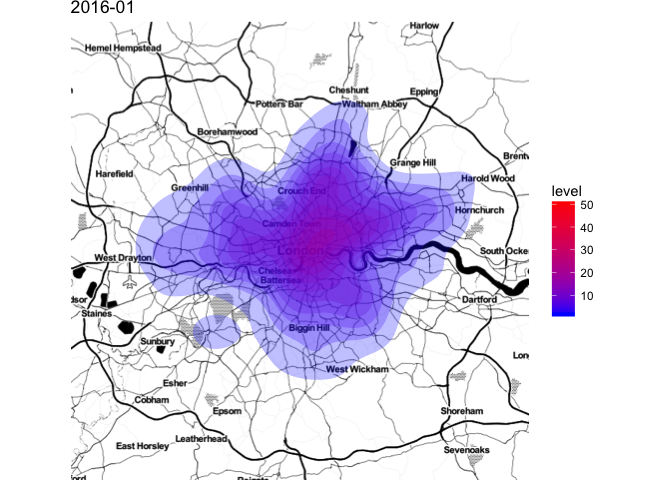 2016-01
Harlow
Hemel Hempstead
Cheshunt
Epping
Potters Bar
Waltham Abbey
Borehamwood
Brentw
Grange Hill
Harefield
Harold Wood
Greenhill
Crouch End
Hornchurch
Camden Town
London
South Ocke
West Drayton
Chelsea
Battersea
dsor
Staines
Dartford
Biggin Hill
Sunbury
Lon
West Wickham
Esher
Cobham
Epsom
Shoreham
Leatherhead
East Horsley
Sevenoaks
ford
level
50
40
30
20
10